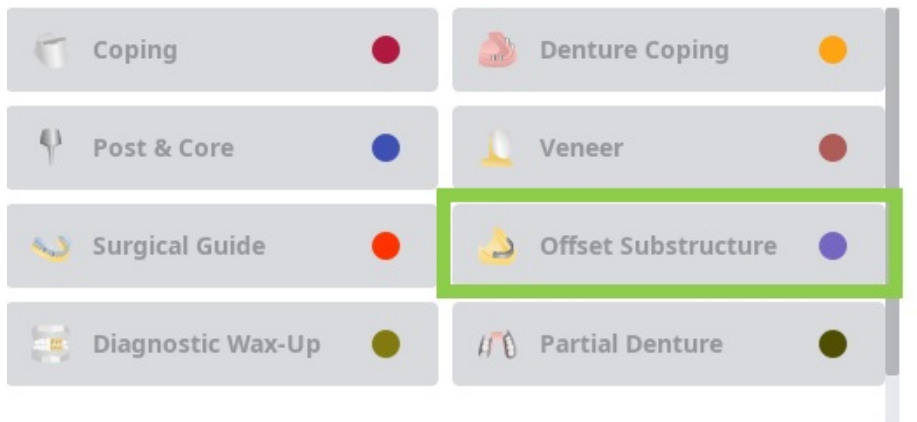 Coping
Denture Coping
Post & Core
Veneer
Surgical Guide
Offset Substructure
Diagnostic Wax-Up
Partial Denture